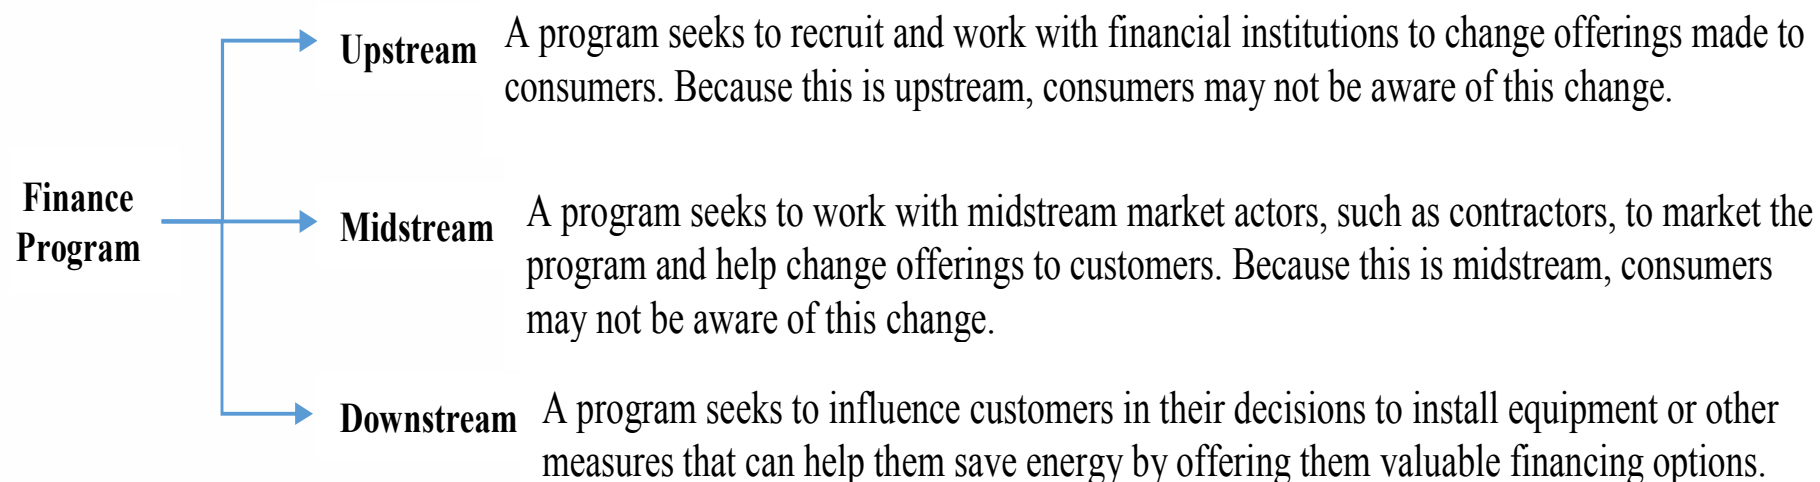 Finance
Program
Upstream
A program seeks to recruit and work with financial institutions to change offerings made to
consumers. Because this is upstream, consumers may not be aware of this change.
Midstream
A program seeks to work with midstream market actors, such as contractors, to market the
program and help change offerings to customers. Because this is midstream, consumers
may not be aware of this change.
Downstream
A program seeks to influence customers in their decisions to install equipment or other
measures that can help them save energy by offering them valuable financing options.